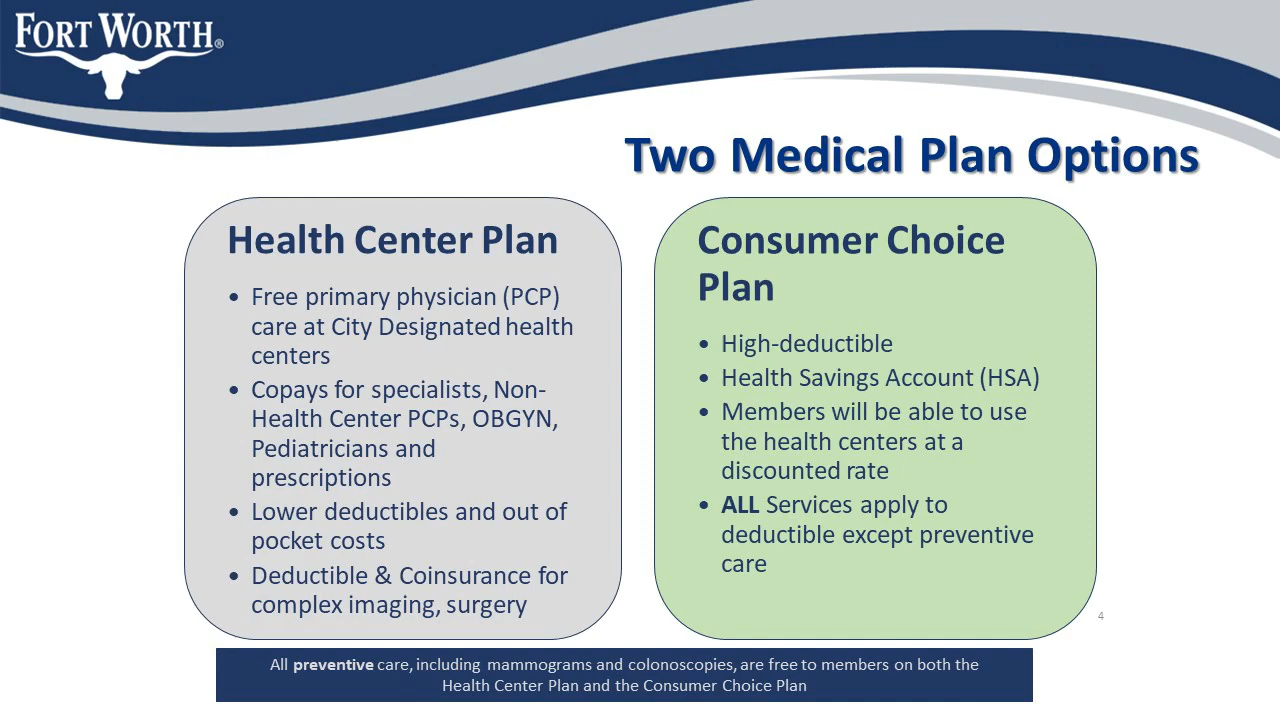 FORT WORTH®
Two Medical Plan Options
Health Center Plan
• Free primary physician (PCP)
care at City Designated health
centers
• Copays for specialists, Non-
Health Center PCPs, OBGYN,
Pediatricians and
prescriptions
• Lower deductibles and out of
pocket costs
• Deductible & Coinsurance for
complex imaging, surgery
Consumer Choice
Plan
• High-deductible
• Health Savings Account (HSA)
• Members will be able to use
the health centers at a
discounted rate
• ALL Services apply to
deductible except preventive
care
4
All preventive care, including mammograms and colonoscopies, are free to members on both the
Health Center Plan and the Consumer Choice Plan